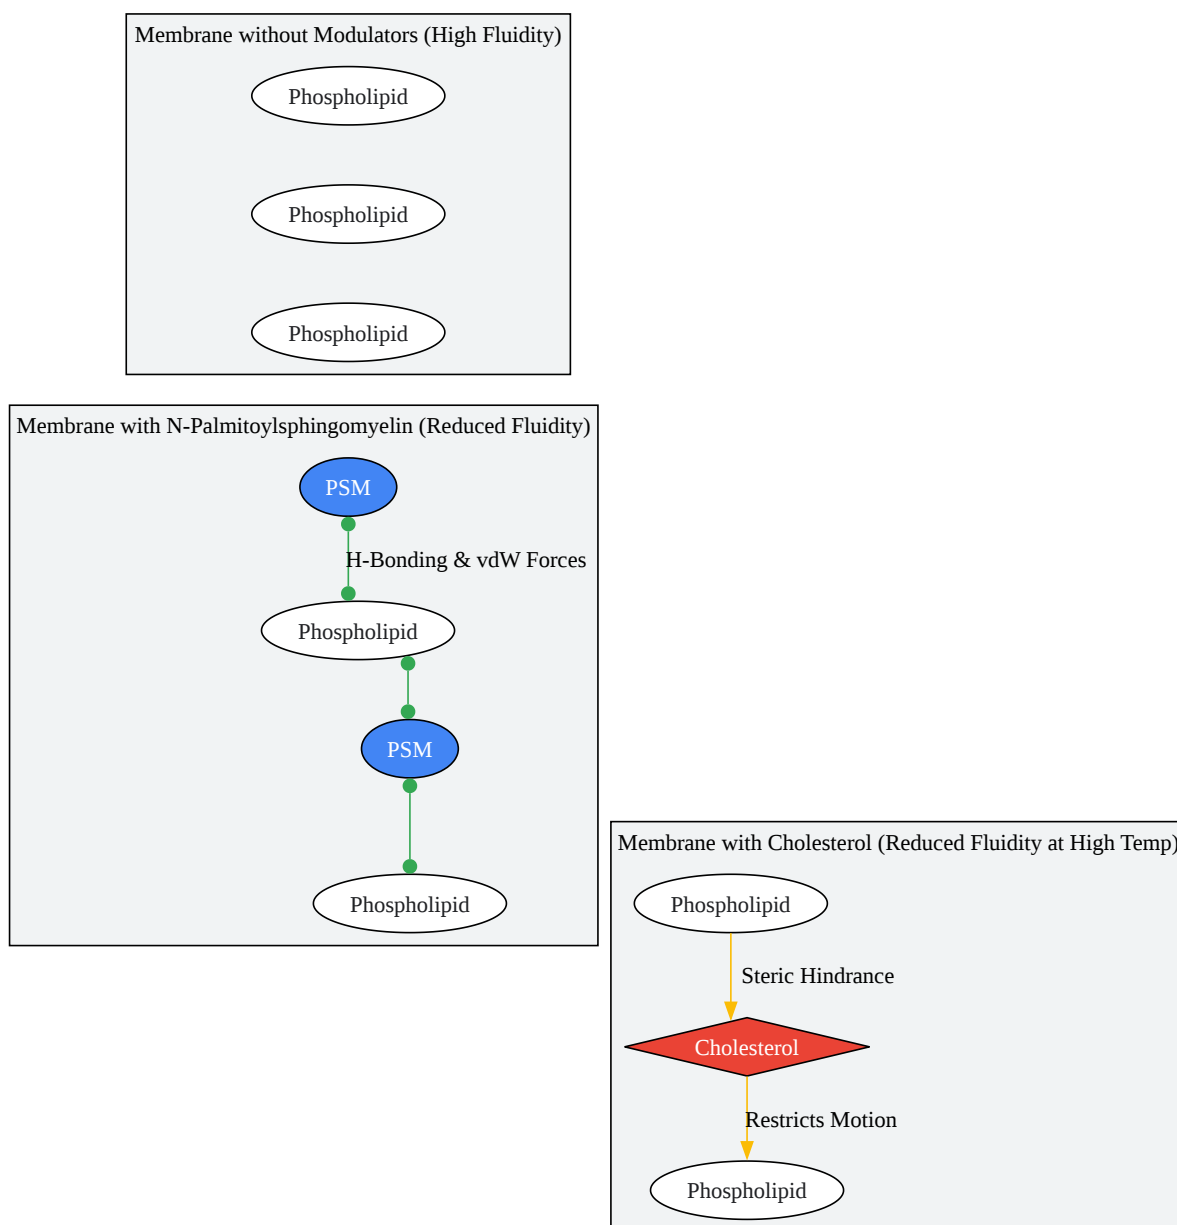 Membrane without Modulators (High Fluidity)
Phospholipid
Phospholipid
Phospholipid
Membrane with N-Palmitoylsphingomyelin (Reduced Fluidity)
PSM
H-Bonding & vdW Forces
Phospholipid
PSM
Phospholipid
Membrane with Cholesterol (Reduced Fluidity at High Temp)
Phospholipid
Steric Hindrance
Cholesterol
Restricts Motion
Phospholipid